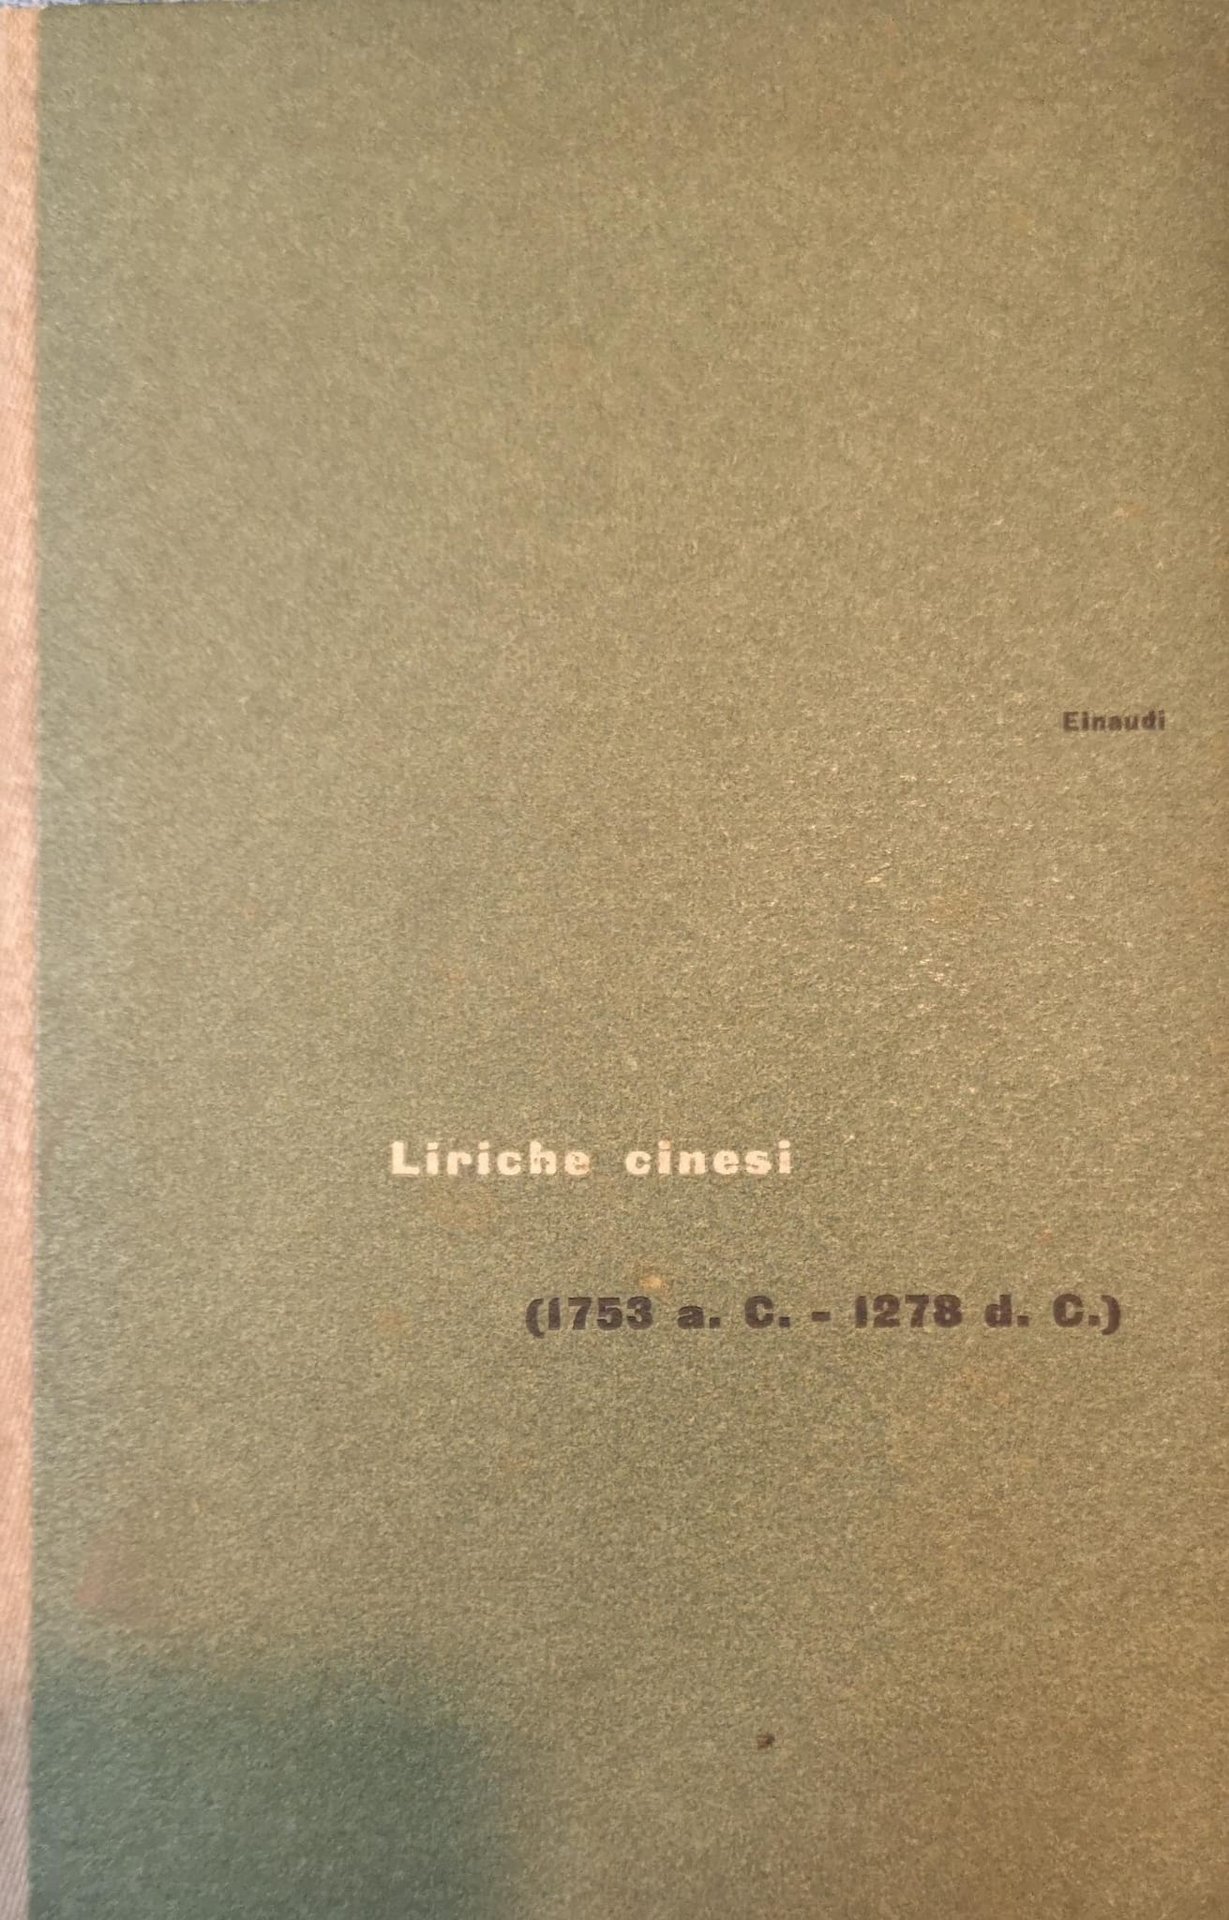 Einaudi
Liriche cinesi
(1753 a. C. - 1278 d. C.)